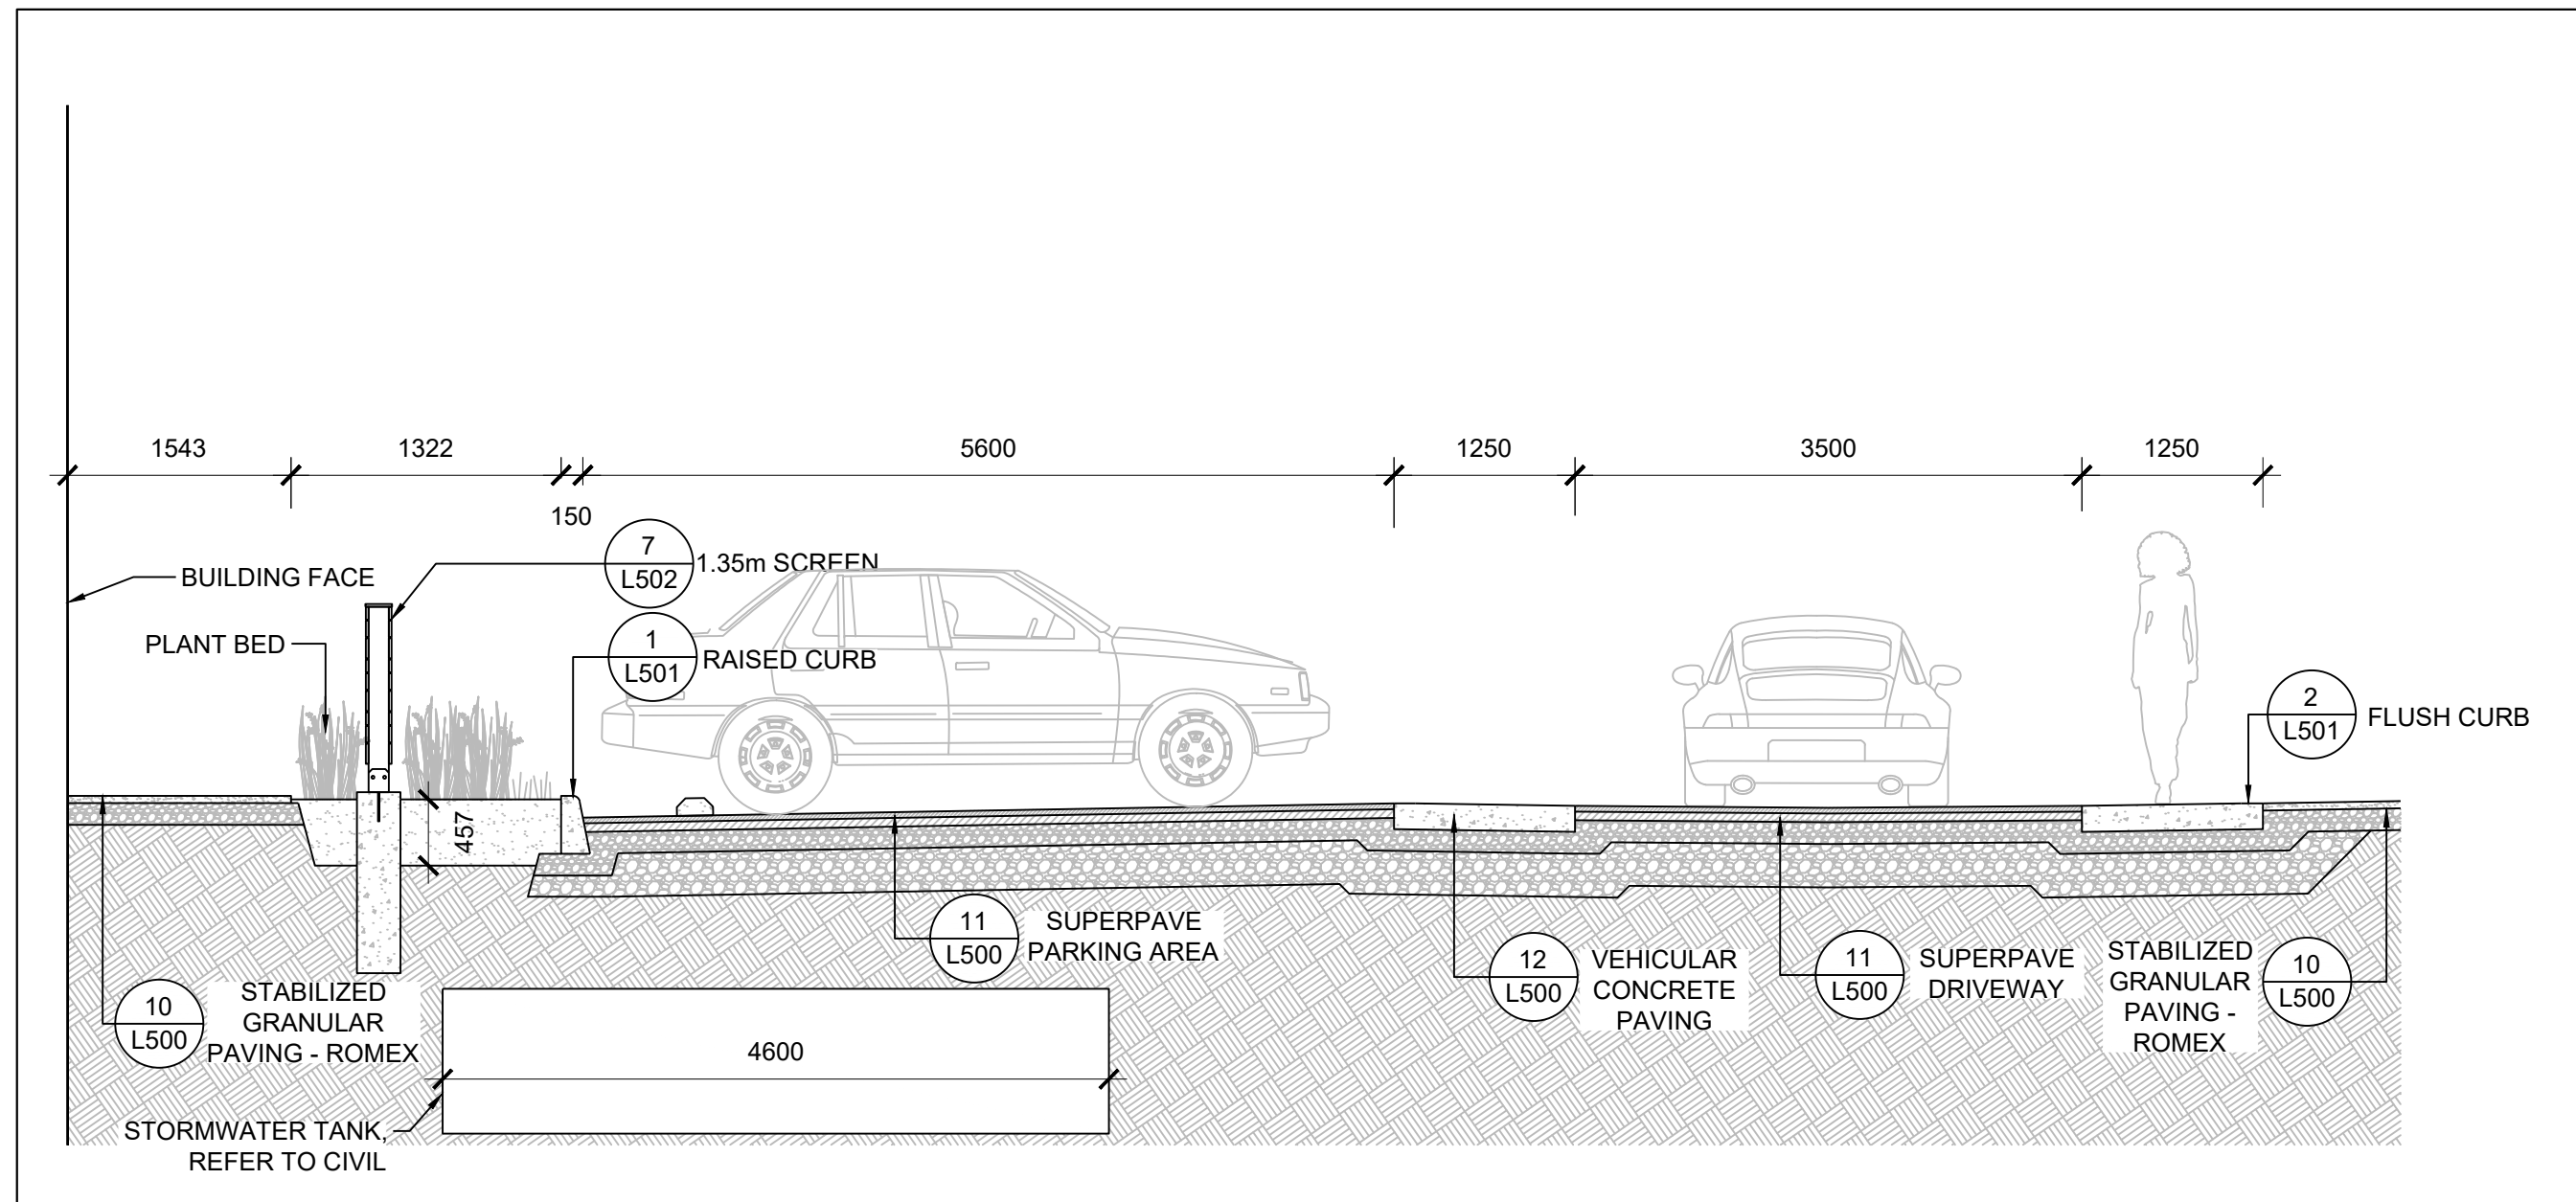 1543
1322
5600
1250
3500
1250
150
7
L502
1.35m SCREEN
BUILDING FACE
PLANT BED
1
L501
RAISED CURB
2
L501
FLUSH CURB
457
11
L500
SUPERPAVE
PARKING AREA
12
L500
VEHICULAR
CONCRETE
PAVING
11
L500
SUPERPAVE
DRIVEWAY
STABILIZED
GRANULAR
PAVING -
ROMEX
10
L500
10
L500
STABILIZED
GRANULAR
PAVING - ROMEX
4600
STORMWATER TANK,
REFER TO CIVIL